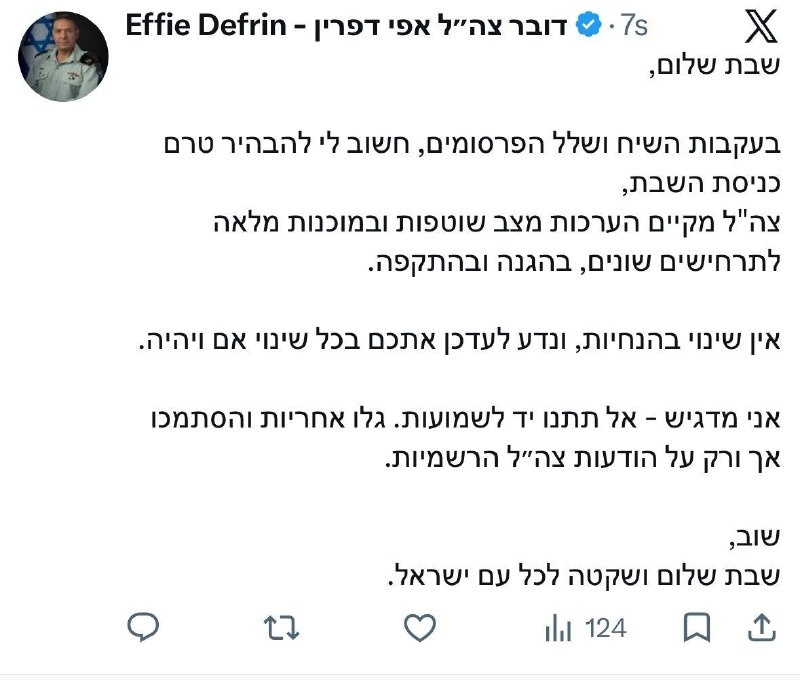 Effie Defrin - דובר צה״ל אפי דפרין · 7s
שבת שלום,
בעקבות השיח ושלל הפרסומים, חשוב לי להבהיר טרם
כניסת השבת,
צה"ל מקיים הערכות מצב שוטפות ובמוכנות מלאה
לתרחישים שונים, בהגנה ובהתקפה.
אין שינוי בהנחיות, ונדע לעדכן אתכם בכל שינוי אם ויהיה.
אני מדגיש - אל תתנו יד לשמועות. גלו אחריות והסתמכו
אך ורק על הודעות צה״ל הרשמיות.
שוב,
שבת שלום ושקטה לכל עם ישראל.
124